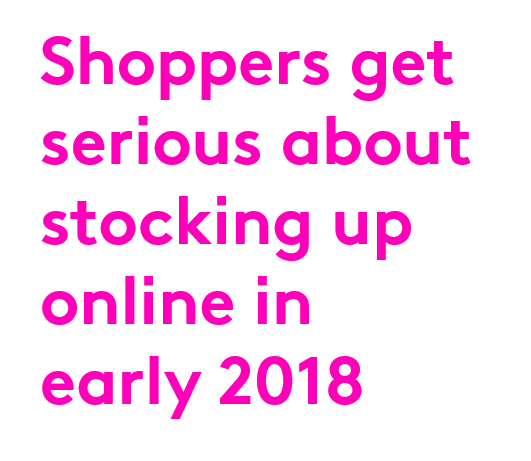 Shoppers get
serious about
stocking up
online in
early 2018